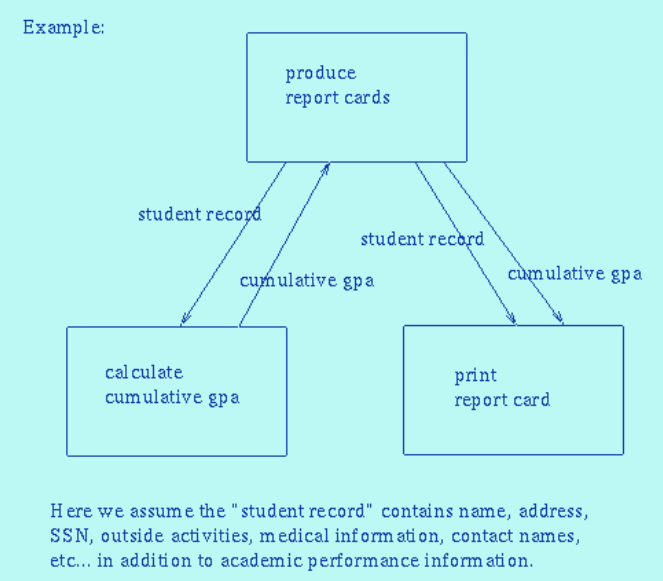 Example:
produce
report cards
student record
student record
cumulative gpa
cumulative gpa
calculate
cumulative gpa
print
report card
Here we assume the "student record" contains name, address,
SSN, outside activities, medical information, contact names,
etc... in addition to academic performance information.